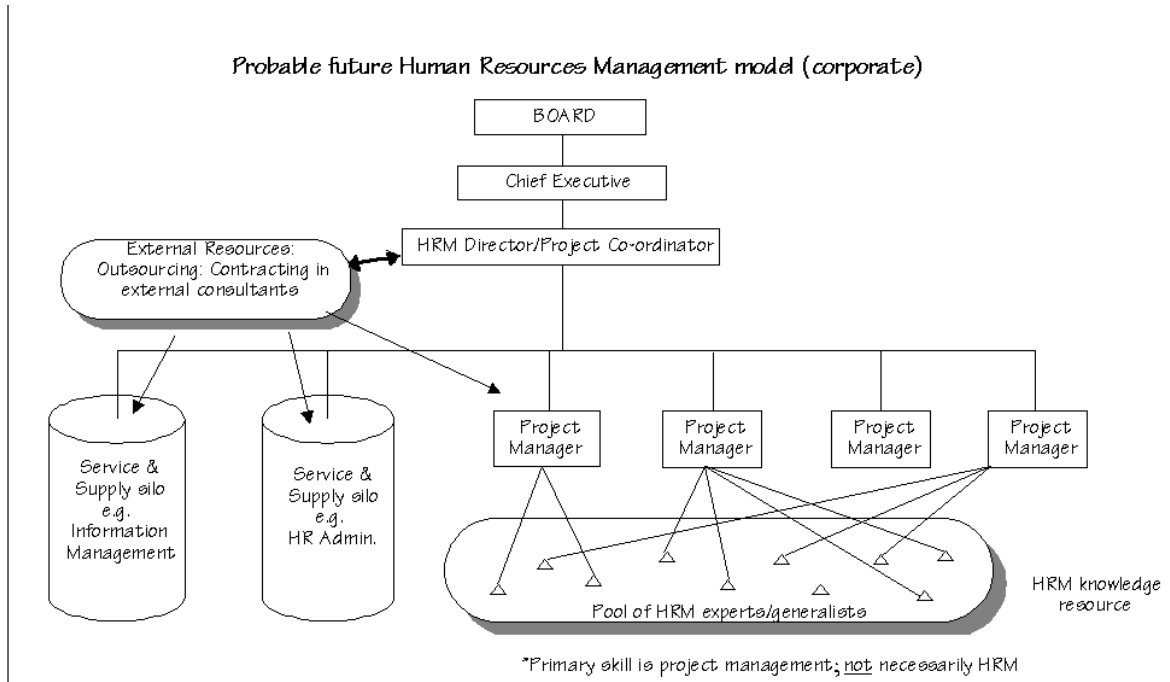 Probable future Human Resources Management model (corporate)
BOARD
Chief Executive
HRM Director/Project Co-ordinator
External Resources:
Outsourcing: Contracting in
external consultants
Service &
Supply silo
e.g.
Information
Management
Service &
Supply silo
e.g.
HR Admin.
Project
Manager
Project
Manager
Project
Manager
Project
Manager
Pool of HRM experts/generalists
HRM knowledge
resource
*Primary skill is project management; not necessarily HRM